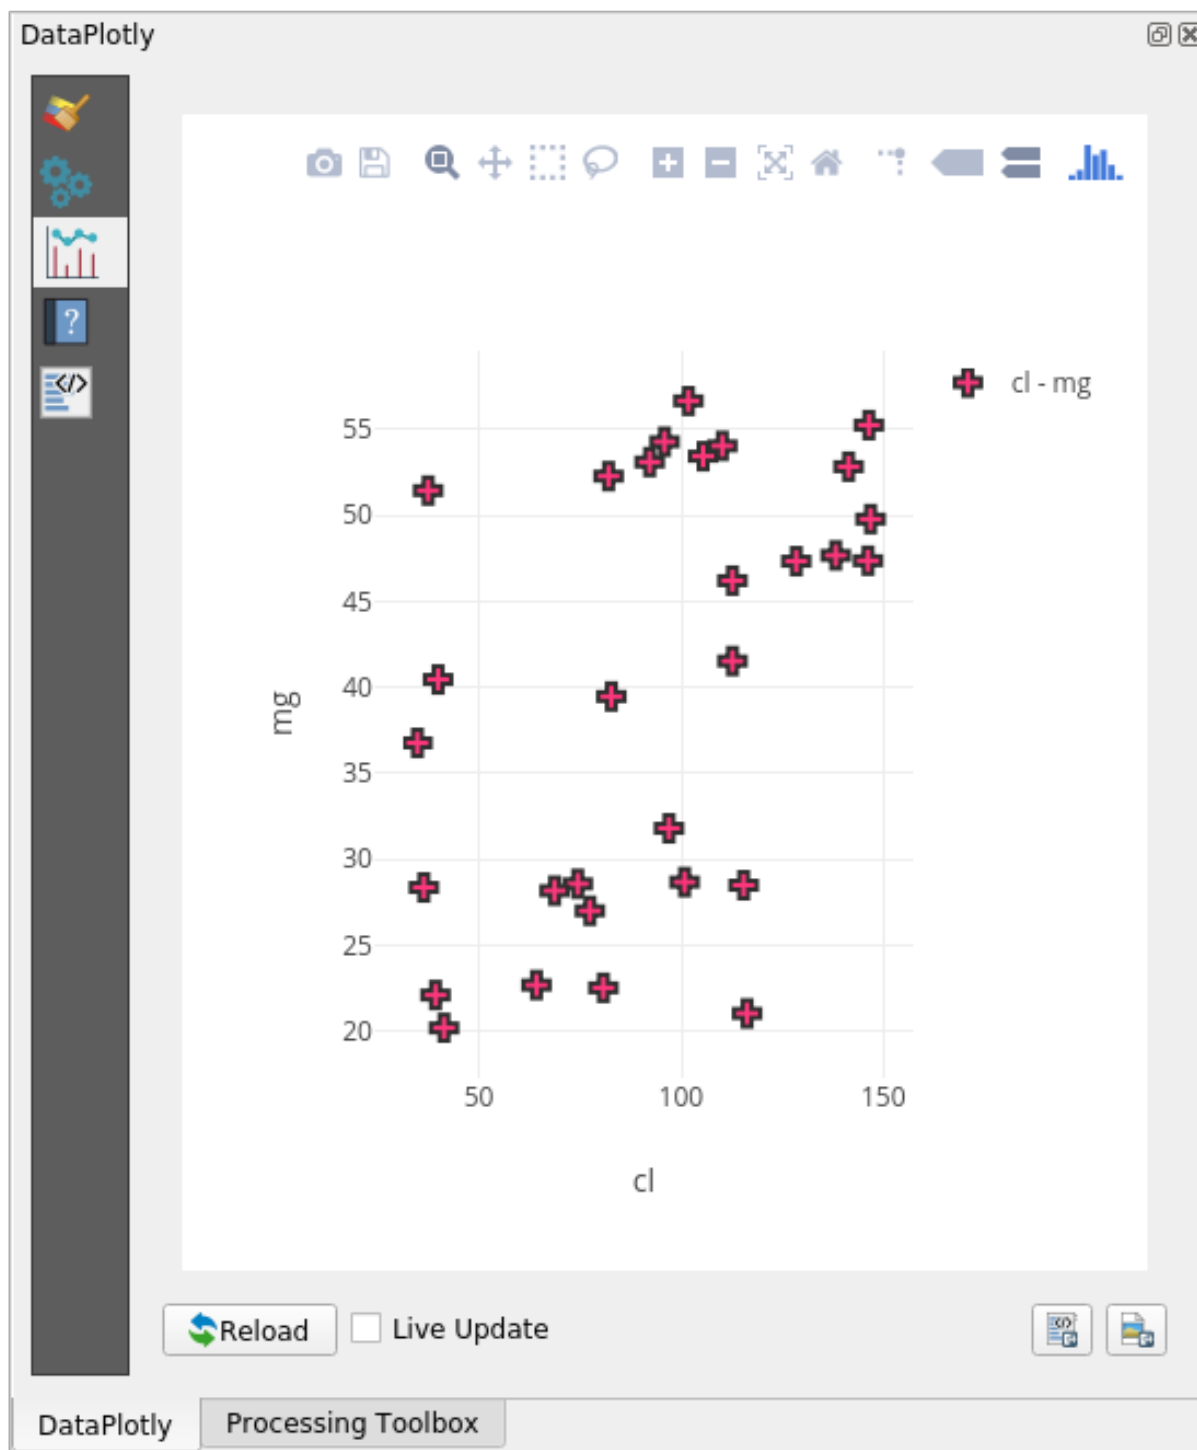 DataPlotly
?
</>
cl - mg
55
50
45
40
35
30
25
20
mg
50 100 150
cl
Reload Live Update
DataPlotly Processing Toolbox